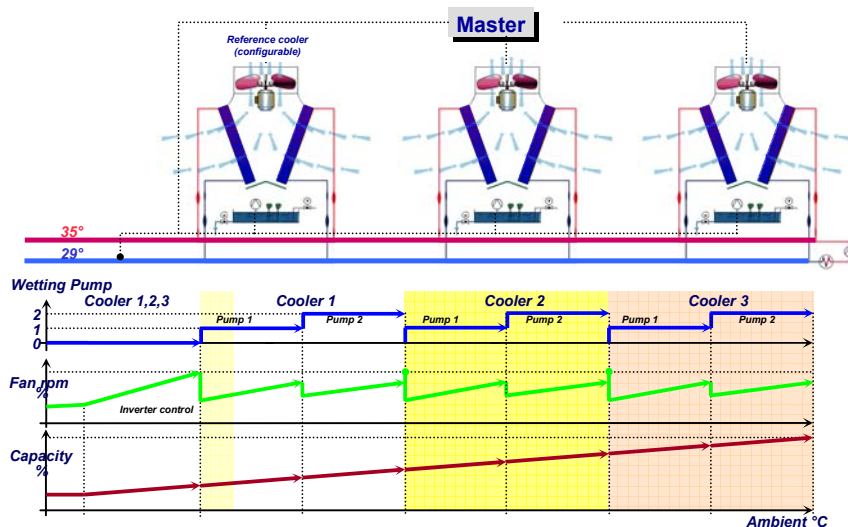 Master
Reference cooler
(configurable)
35°
29°
Wetting Pump
Cooler 1,2,3
Cooler 1
Cooler 2
Cooler 3
2
1
0
Pump 1
Pump 2
Pump 1
Pump 2
Pump 1
Pump 2
Fan rpm
%
Inverter control
Capacity
%
Ambient °C